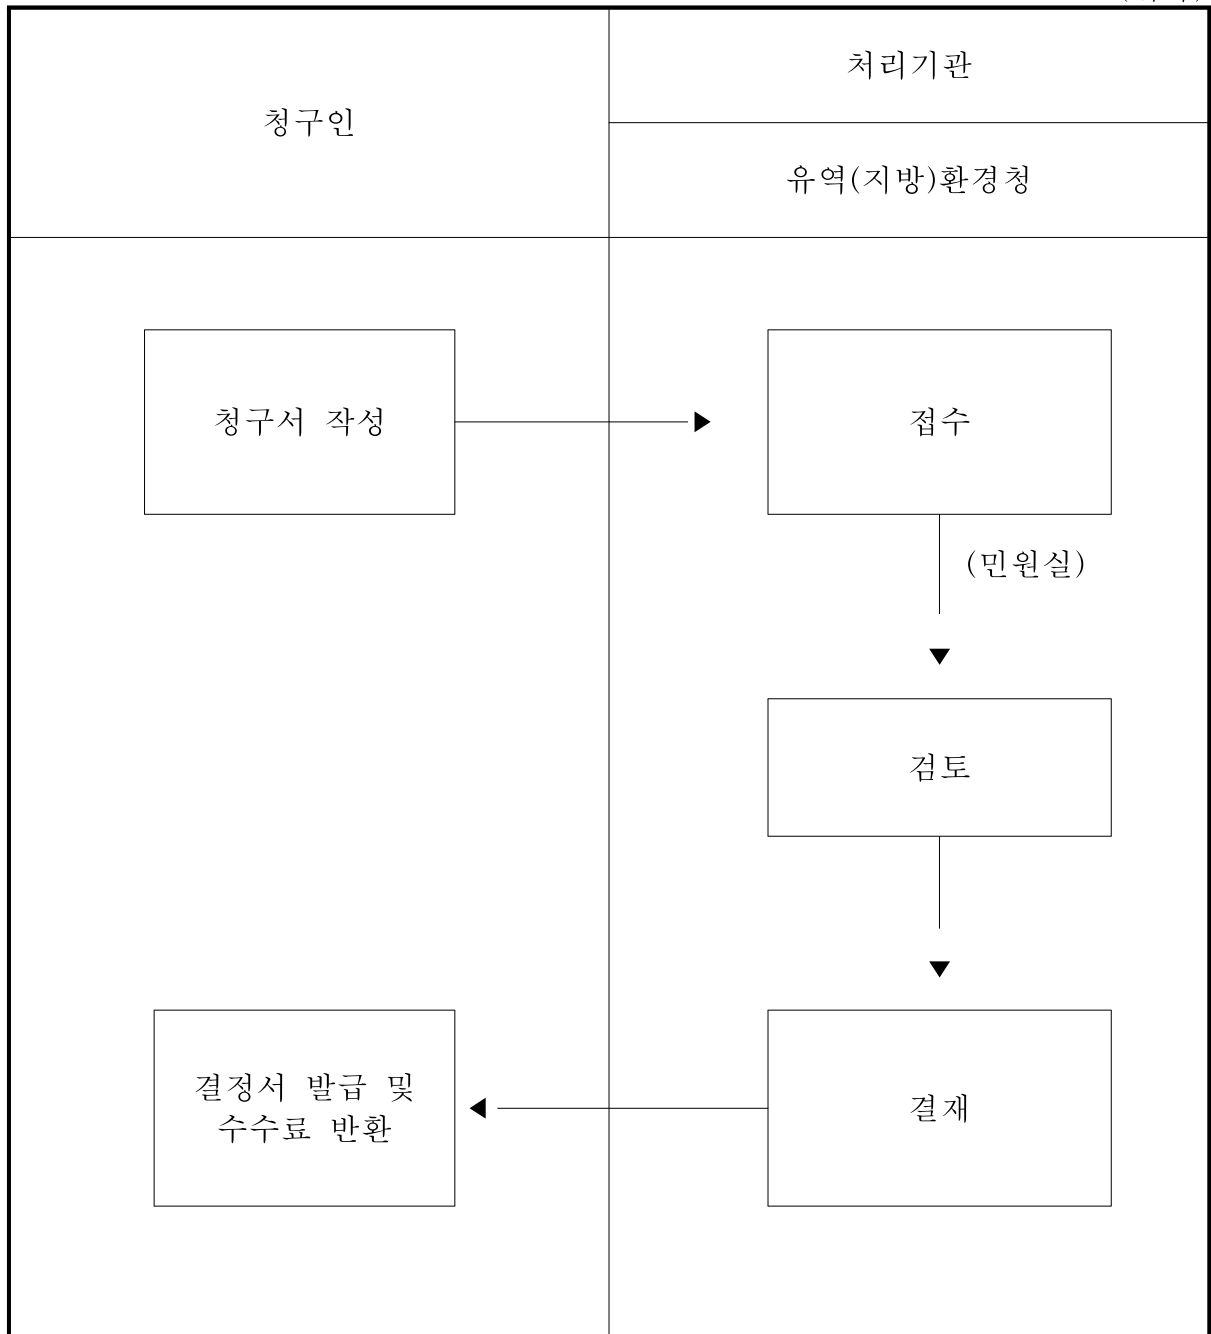 처리기관
청구인
유역(지방)환경청
청구서 작성
접수
(민원실)
검토
결정서 발급 및
수수료 반환
결재